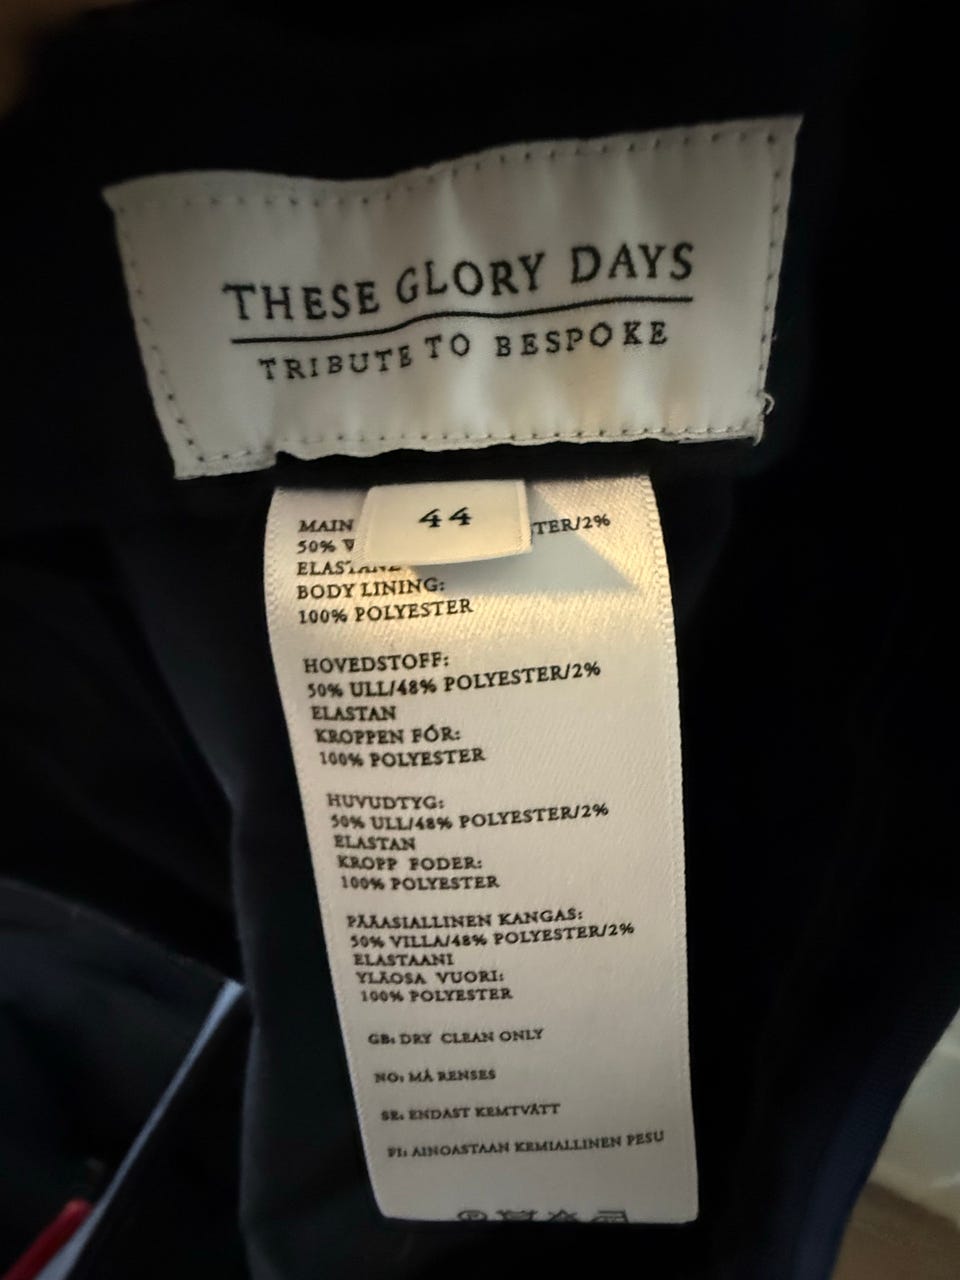 THESE GLORY DAYS
TRIBUTE TO BESPOKE
44
MAIN
TER/2%
50%
BODY LINING:
100% POLYESTER
HOVEDSTOFF:
50% ULL/48% POLYESTER/2%
ELASTAN
KROPPEN FÓR:
100% POLYESTER
HUVUDTYG:
50% ULL/48% POLYESTER/2%
ELASTAN
KROPP FODER:
100% POLYESTER
PÄÄASIALLINEN KANGAS:
50% VILLA/48% POLYESTER/2%
ELASTAANI
YLÄOSA VUORI:
100% POLYESTER
GB: DRY CLEAN ONLY
NO: MÅ RENSES
SE: ENDAST KEMTVÄTT
FI: AINOASTAAN KEMIALLINEN PESU